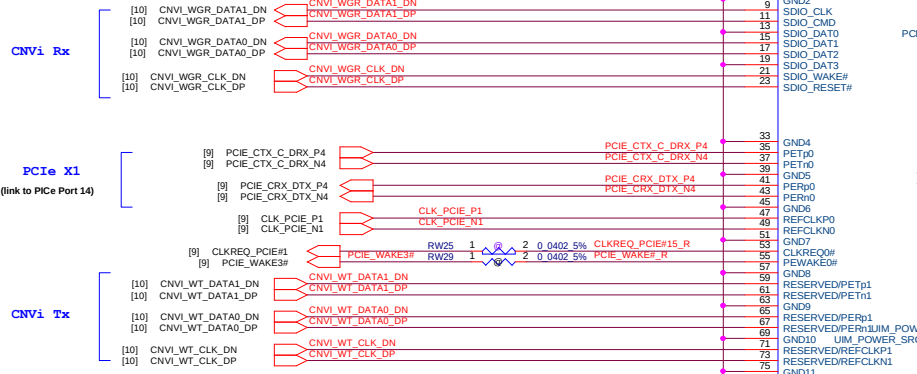 GND2
[10] CNVI_WGR_DATA1_DN CNVI_WGR_DATA1_DN 9 SDIO_CLK
[10] CNVI_WGR_DATA1_DP CNVI_WGR_DATA1_DP 11 SDIO_CMD
13 SDIO_DAT0 PCI
[10] CNVI_WGR_DATA0_DN CNVI_WGR_DATA0_DN 15 SDIO_DAT1
CNVi Rx [10] CNVI_WGR_DATA0_DP CNVI_WGR_DATA0_DP 17 SDIO_DAT2
19 SDIO_DAT3
[10] CNVI_WGR_CLK_DN CNVI_WGR_CLK_DN 21 SDIO_WAKE#
[10] CNVI_WGR_CLK_DP CNVI_WGR_CLK_DP 23 SDIO_RESET#
33 GND4
[9] PCIE_CTX_C_DRX_P4 PCIE_CTX_C_DRX_P4 35 PETp0
[9] PCIE_CTX_C_DRX_N4 PCIE_CTX_C_DRX_N4 37 PETn0
PCIe X1 39 GND5
[9] PCIE_CRX_DTX_P4 PCIE_CRX_DTX_P4 41 PERp0
(link to PICe Port 14) [9] PCIE_CRX_DTX_N4 PCIE_CRX_DTX_N4 43 PERn0
45 GND6
[9] CLK_PCIE_P1 CLK_PCIE_P1 47 REFCLKP0
[9] CLK_PCIE_N1 CLK_PCIE_N1 49 REFCLKN0
51 GND7
[9] CLKREQ_PCIE#1 RW25 1 @ 2 0_0402_5% CLKREQ_PCIE#15_R 53 CLKREQ0#
[9] PCIE_WAKE3# PCIE_WAKE3# RW29 1 @ 2 0_0402_5% PCIE_WAKE#_R 55 PEWAKE0#
57 GND8
[10] CNVI_WT_DATA1_DN CNVI_WT_DATA1_DN 59 RESERVED/PETp1
[10] CNVI_WT_DATA1_DP CNVI_WT_DATA1_DP 61 RESERVED/PETn1
63 GND9
CNVi Tx [10] CNVI_WT_DATA0_DN CNVI_WT_DATA0_DN 65 RESERVED/PERp1
[10] CNVI_WT_DATA0_DP CNVI_WT_DATA0_DP 67 RESERVED/PERn1UIM_POW
69 GND10 UIM_POWER_SRC
[10] CNVI_WT_CLK_DN CNVI_WT_CLK_DN 71 RESERVED/REFCLKP1
[10] CNVI_WT_CLK_DP CNVI_WT_CLK_DP 73 RESERVED/REFCLKN1
75 GND11